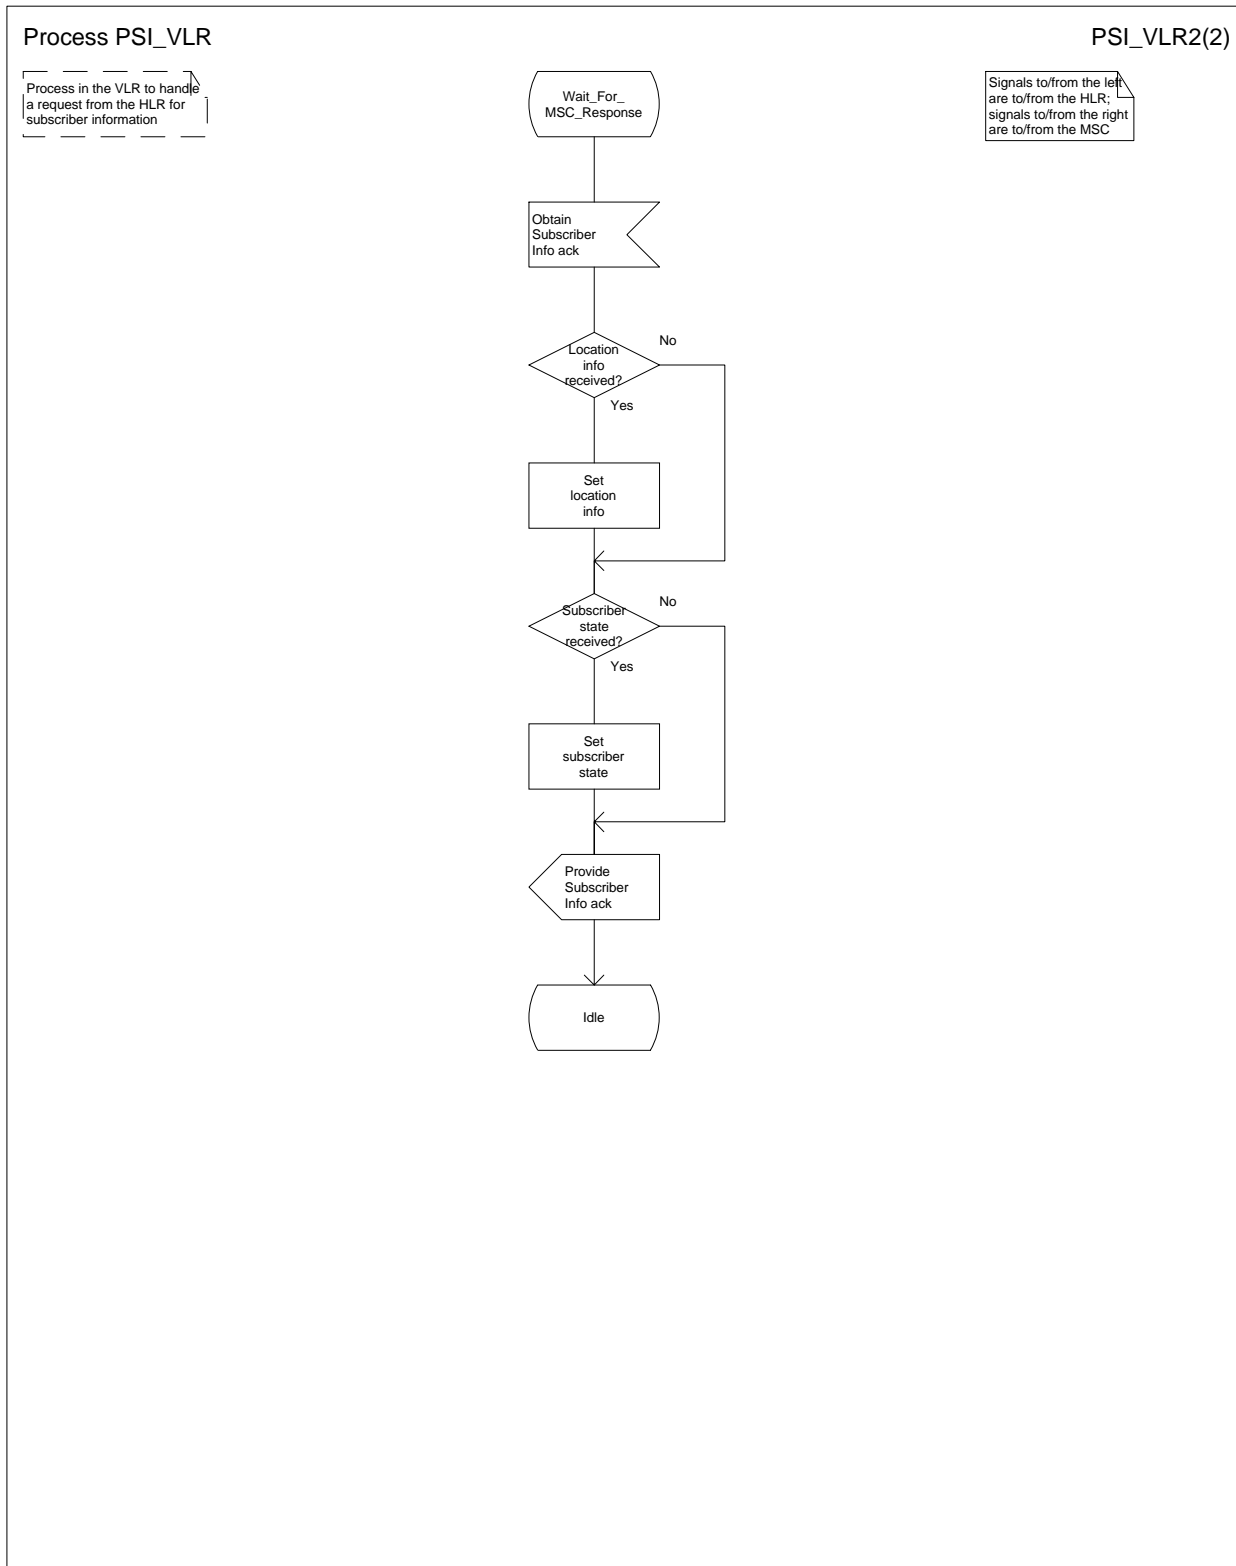 Process PSI_VLR
PSI_VLR2(2)
Process in the VLR to handle
a request from the HLR for
subscriber information
Signals to/from the left
are to/from the HLR;
signals to/from the right
are to/from the MSC
Wait_For_
MSC_Response
Obtain
Subscriber
Info ack
Location
info
received?
No
Yes
Set
location
info
Subscriber
state
received?
No
Yes
Set
subscriber
state
Provide
Subscriber
Info ack
Idle